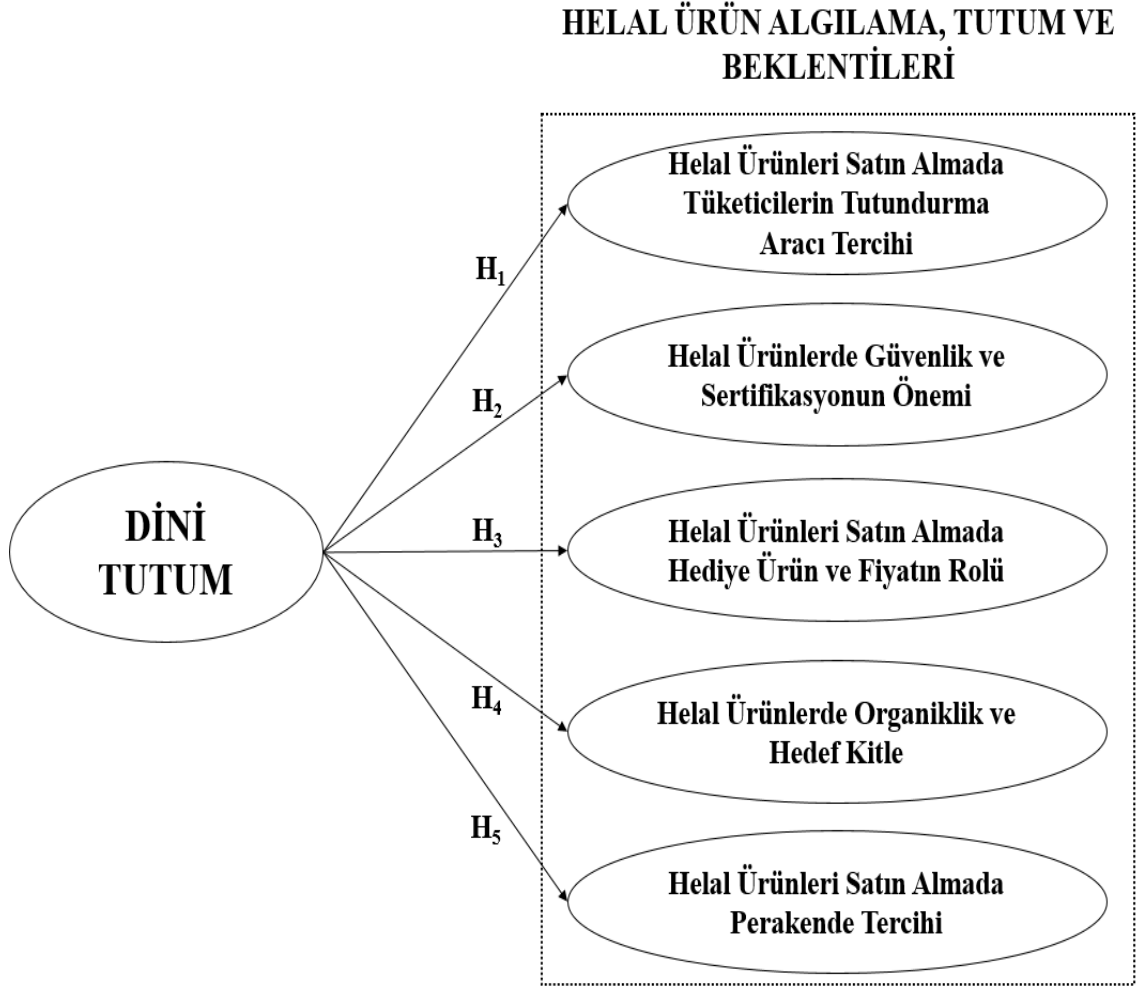 HELAL ÜRÜN ALGILAMA, TUTUM VE
BEKLENTİLERİ
Helal Ürünleri Satın Almada
Tüketicilerin Tutundurma
Aracı Tercihi
H₁
Helal Ürünlerde Güvenlik ve
Sertifikasyonun Önemi
H₂
DİNİ
TUTUM
H₃
Helal Ürünleri Satın Almada
Hediye Ürün ve Fiyatın Rolü
H₄
Helal Ürünlerde Organiklik ve
Hedef Kitle
H₅
Helal Ürünleri Satın Almada
Perakende Tercihi